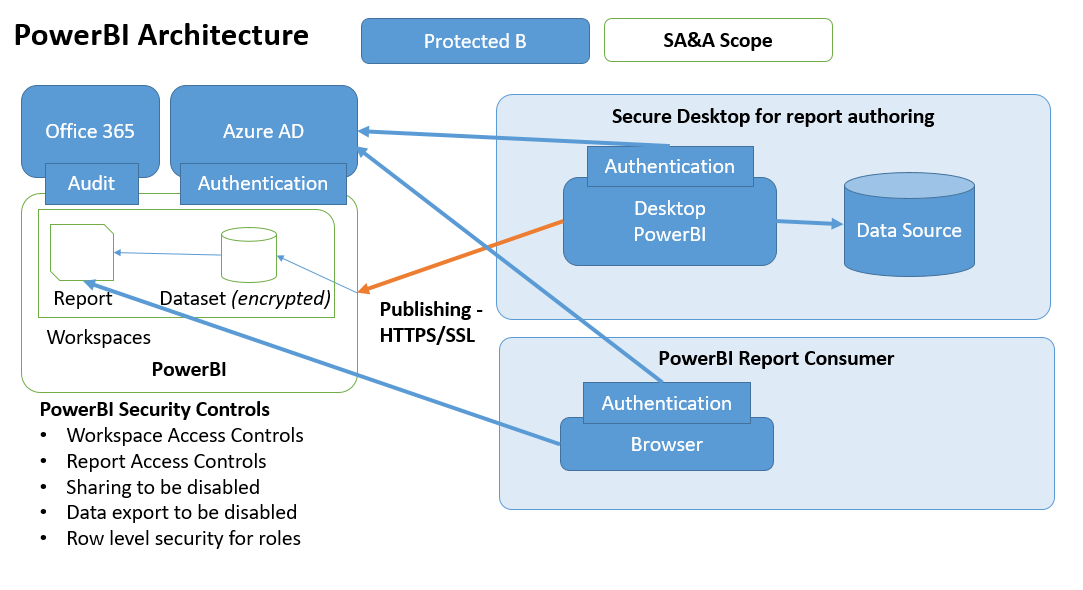 PowerBI Architecture
Protected B
SA&A Scope
Office 365
Azure AD
Audit
Authentication
Report
Dataset (encrypted)
Workspaces
PowerBI
Publishing -
HTTPS/SSL
Secure Desktop for report authoring
Authentication
Desktop
PowerBI
Data Source
PowerBI Report Consumer
Authentication
Browser
PowerBI Security Controls
• Workspace Access Controls
• Report Access Controls
• Sharing to be disabled
• Data export to be disabled
• Row level security for roles